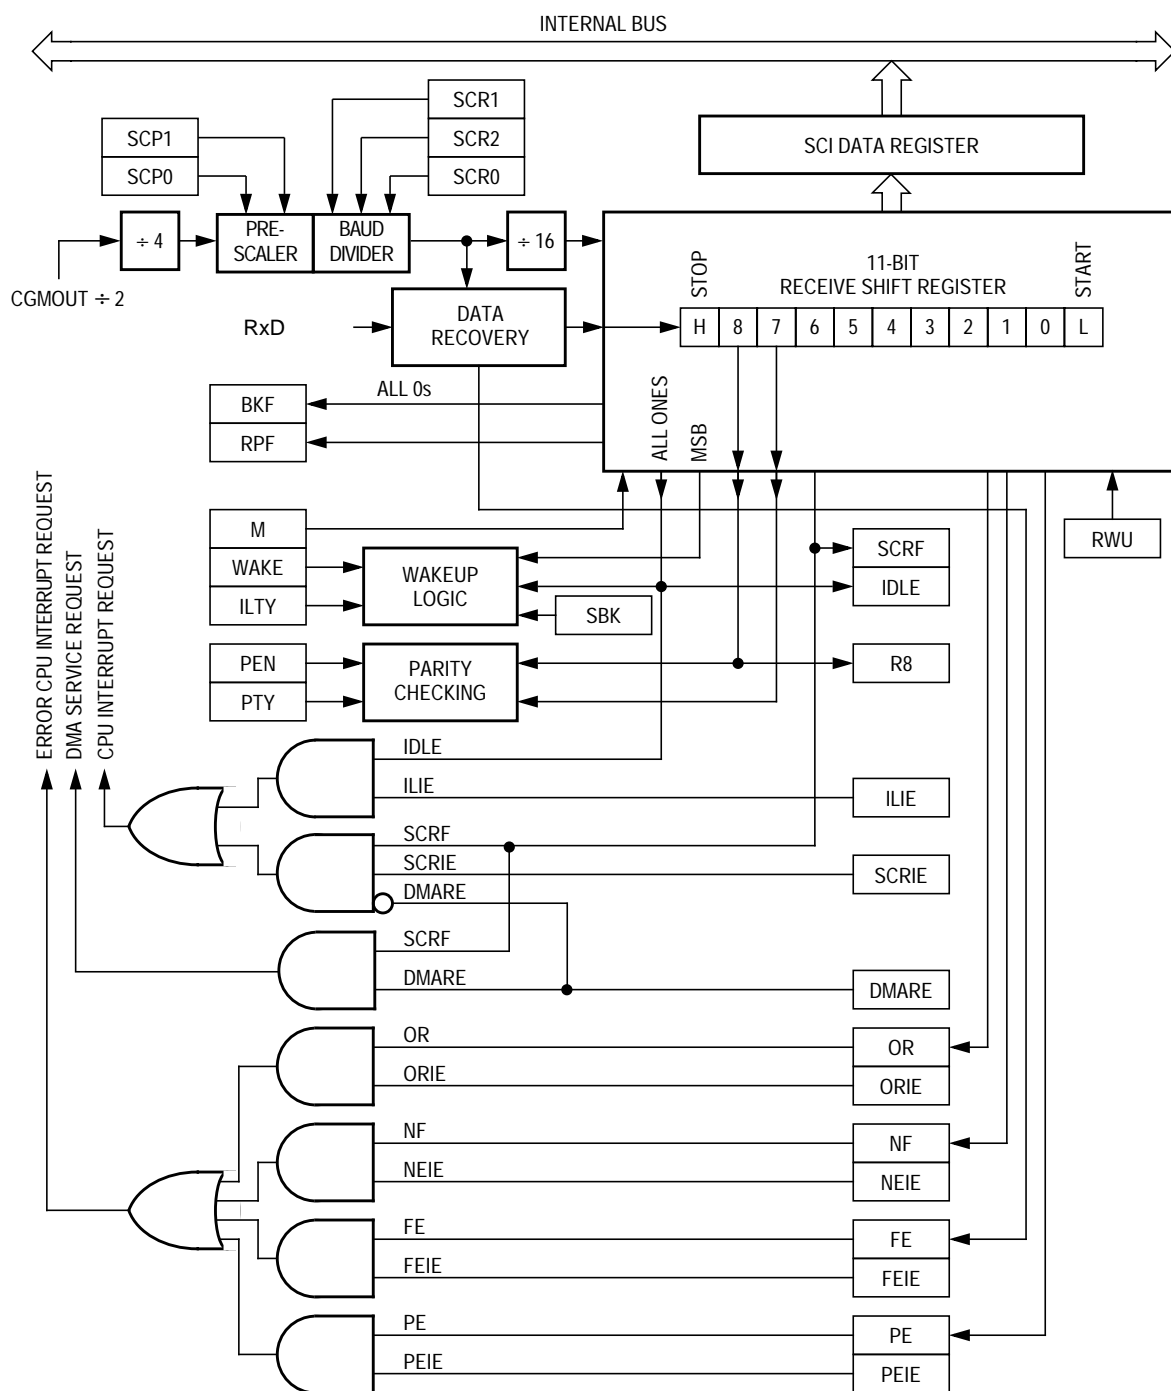 INTERNAL BUS
SCR1
SCP1
SCR2
SCI DATA REGISTER
SCP0
SCR0
÷ 4
PRE-
SCALER
BAUD
DIVIDER
÷ 16
STOP
11-BIT
RECEIVE SHIFT REGISTER
START
CGMOUT ÷ 2
RxD
DATA
RECOVERY
H 8 7 6 5 4 3 2 1 0 L
ALL 0s
BKF
RPF
ALL ONES
MSB
M
WAKE
ILTY
WAKEUP
LOGIC
SBK
SCRF
IDLE
RWU
PEN
PTY
PARITY
CHECKING
R8
ERROR CPU INTERRUPT REQUEST
DMA SERVICE REQUEST
CPU INTERRUPT REQUEST
IDLE
ILIE
ILIE
SCRF
SCRIE
SCRIE
DMARE
SCRF
DMARE
DMARE
OR
OR
ORIE
ORIE
NF
NF
NEIE
NEIE
FE
FE
FEIE
FEIE
PE
PE
PEIE
PEIE